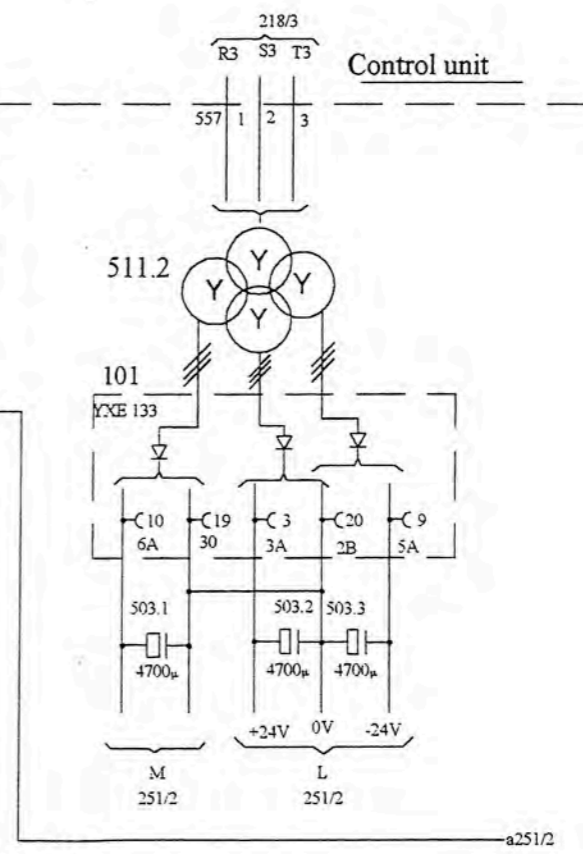 218/3
R3 S3 T3
Control unit
557 1 2 3
Y
Y Y
Y
511.2
101
YXE 133
10 19 3 20 9
6A 30 3A 2B 5A
503.1 503.2 503.3
4700µ 4700µ 4700µ
+24V 0V -24V
M L
251/2 251/2
a251/2